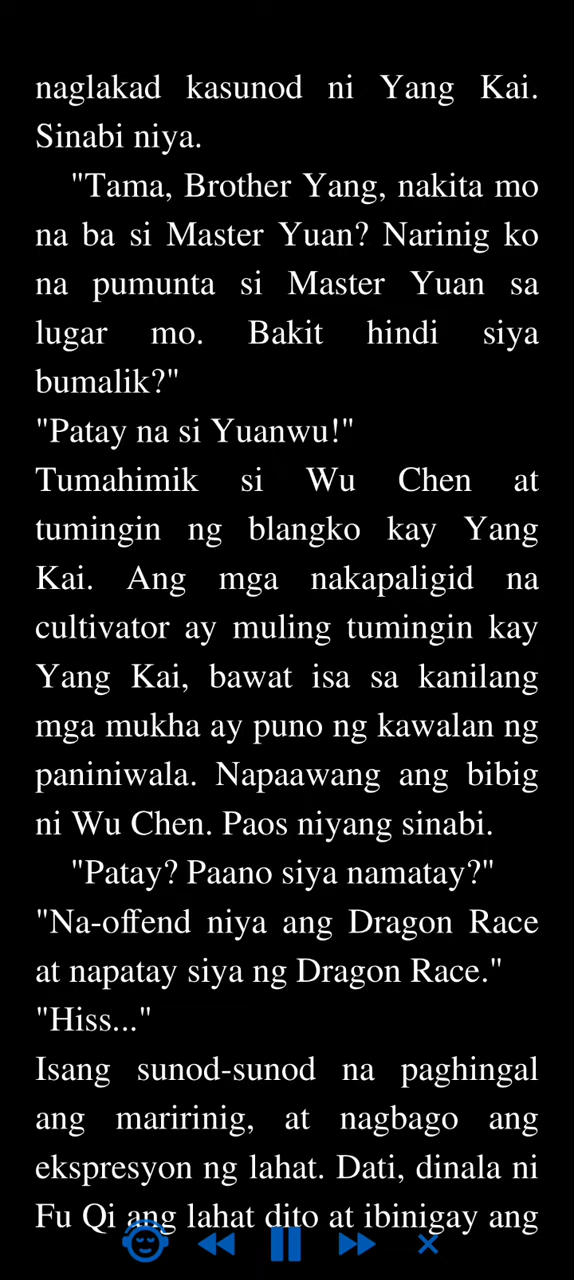 naglakad kasunod ni Yang Kai.
Sinabi niya.
"Tama, Brother Yang, nakita mo
na ba si Master Yuan? Narinig ko
na pumunta si Master Yuan sa
lugar mo. Bakit hindi siya
bumalik?"
"Patay na si Yuanwu!"
Tumahimik si Wu Chen at
tumingin ng blangko kay Yang
Kai. Ang mga nakapaligid na
cultivator ay muling tumingin kay
Yang Kai, bawat isa sa kanilang
mga mukha ay puno ng kawalan ng
paniniwala. Napaawang ang bibig
ni Wu Chen. Paos niyang sinabi.
"Patay? Paano siya namatay?"
"Na-offend niya ang Dragon Race
at napatay siya ng Dragon Race."
"Hiss..."
Isang sunod-sunod na paghingal
ang maririnig, at nagbago ang
ekspresyon ng lahat. Dati, dinala ni
Fu Qi ang lahat dito at ibinigay ang